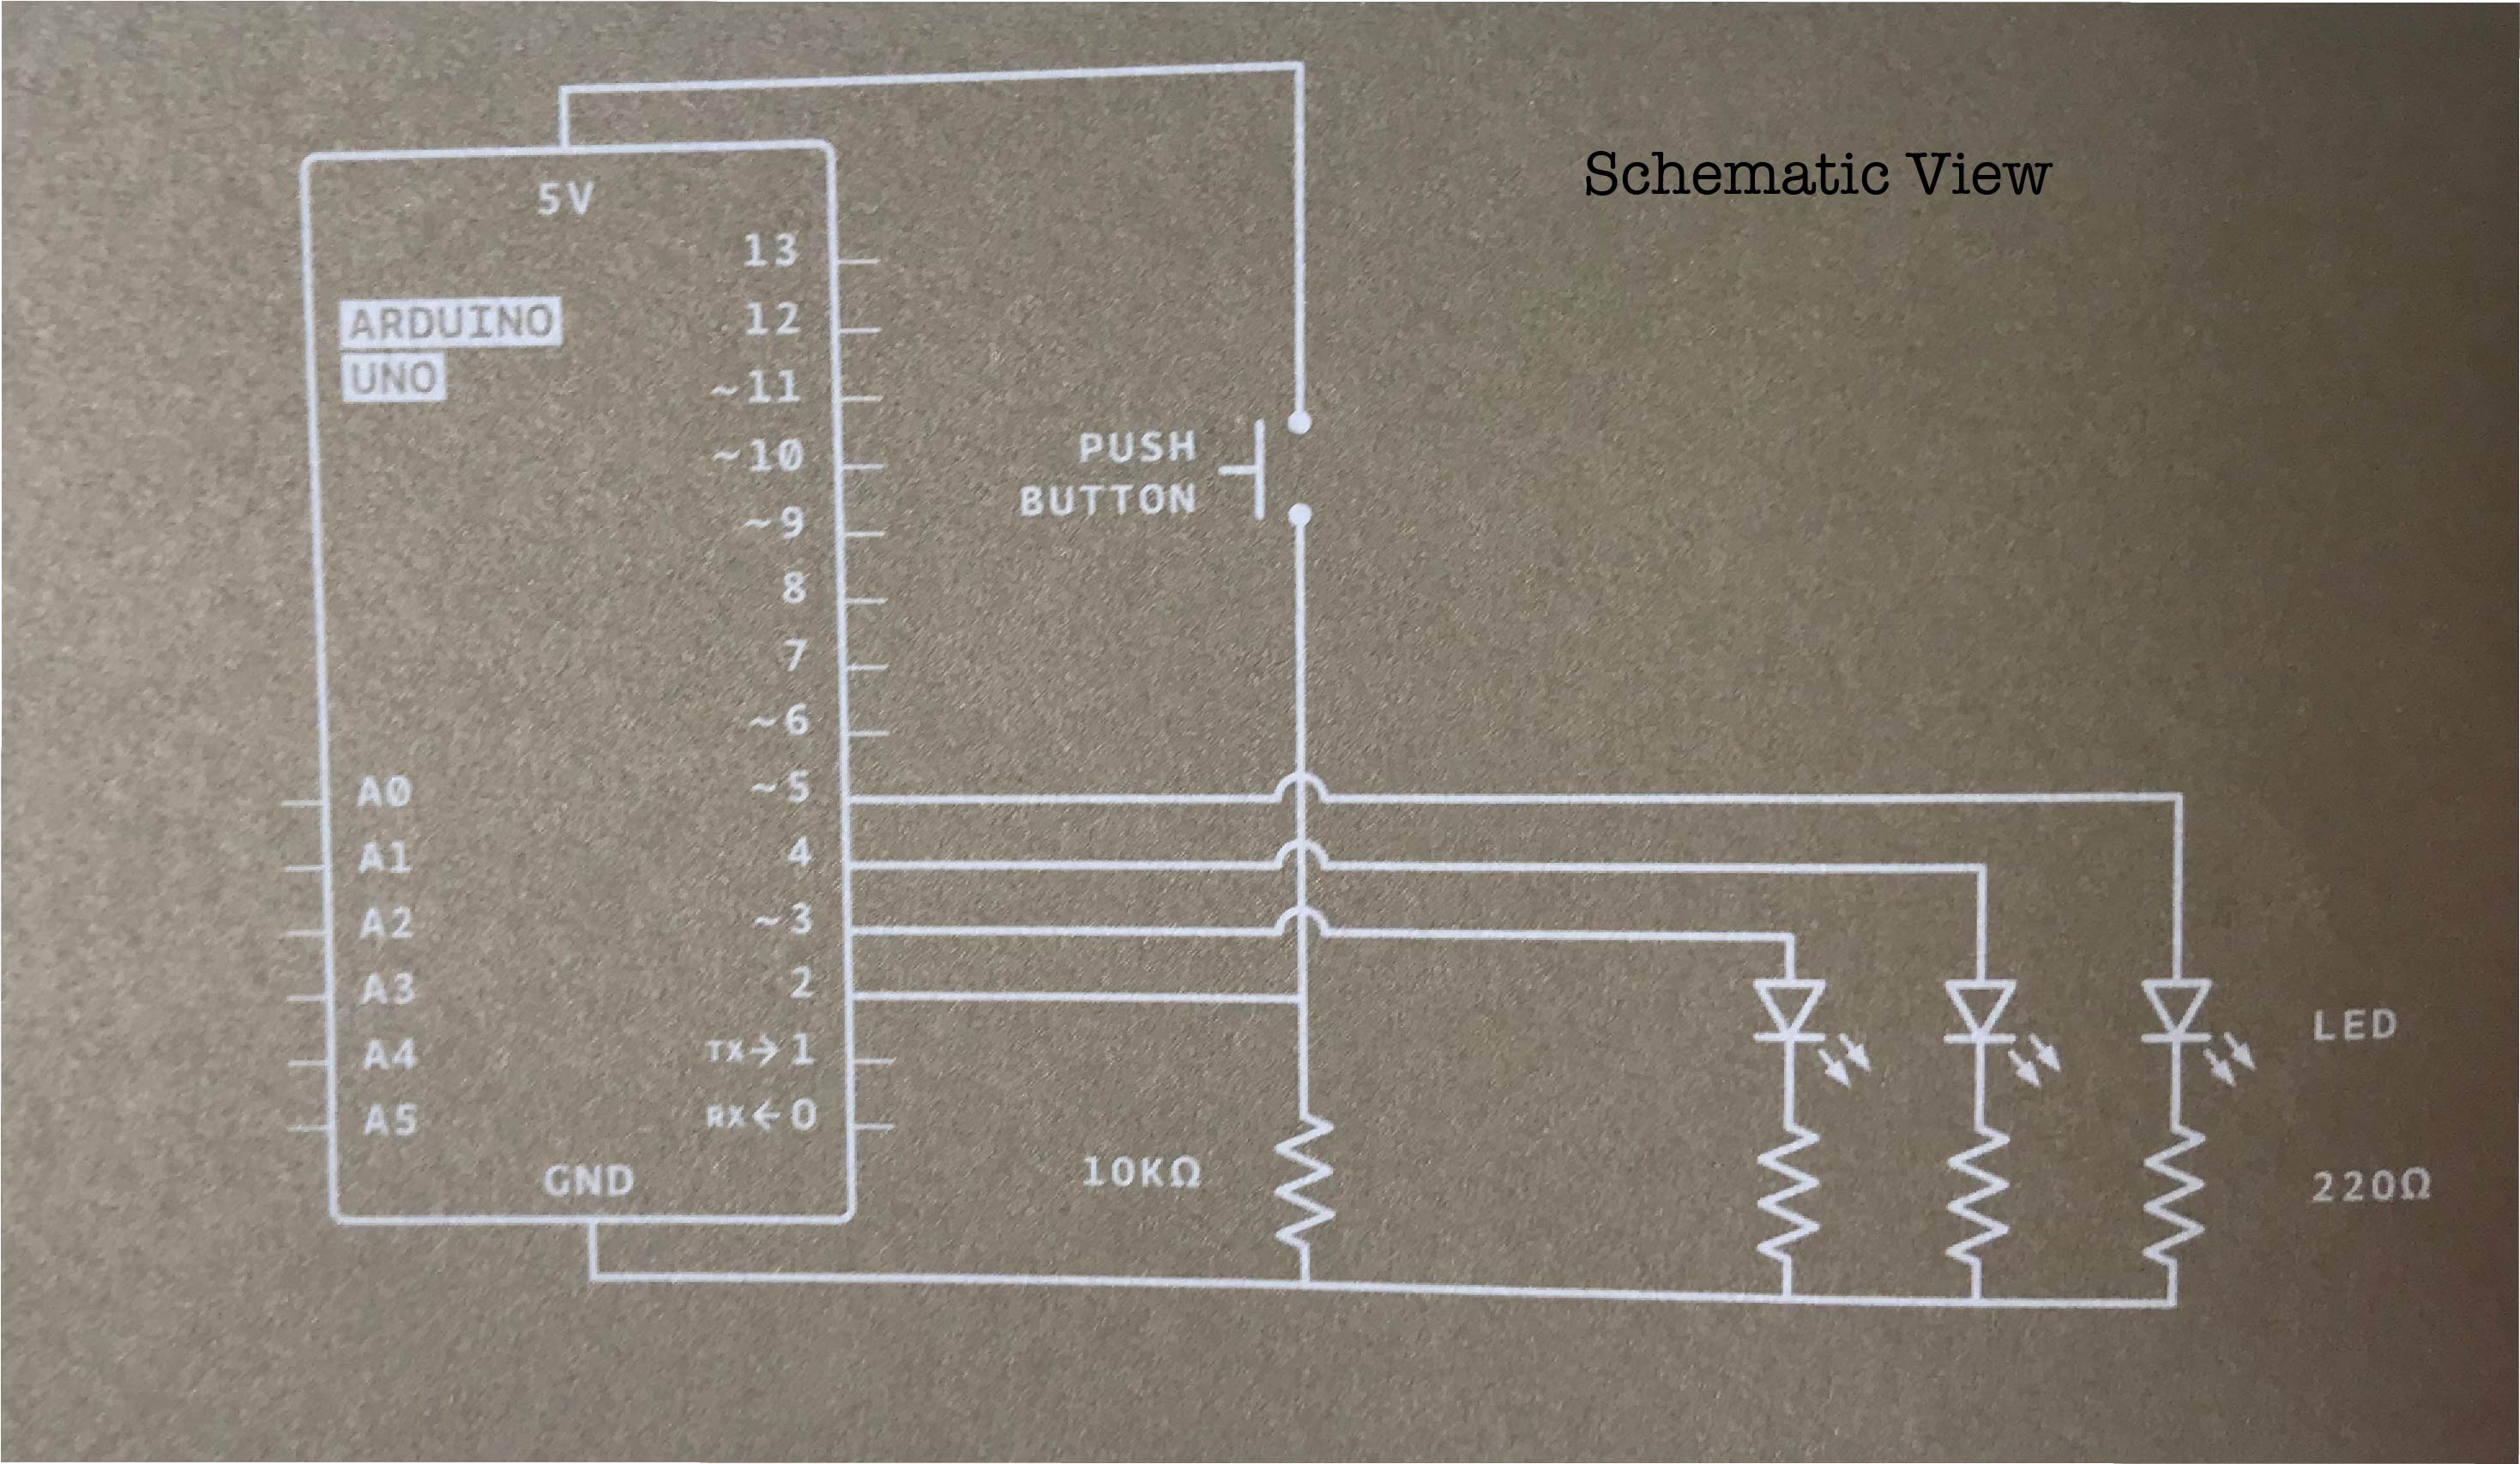 Schematic View
5V
ARDUINO
UNO
13
12
~11
~10
~9
8
7
~6
~5
4
~3
2
TX→1
RX←0
A0
A1
A2
A3
A4
A5
GND
PUSH
BUTTON
10KΩ
LED
220Ω